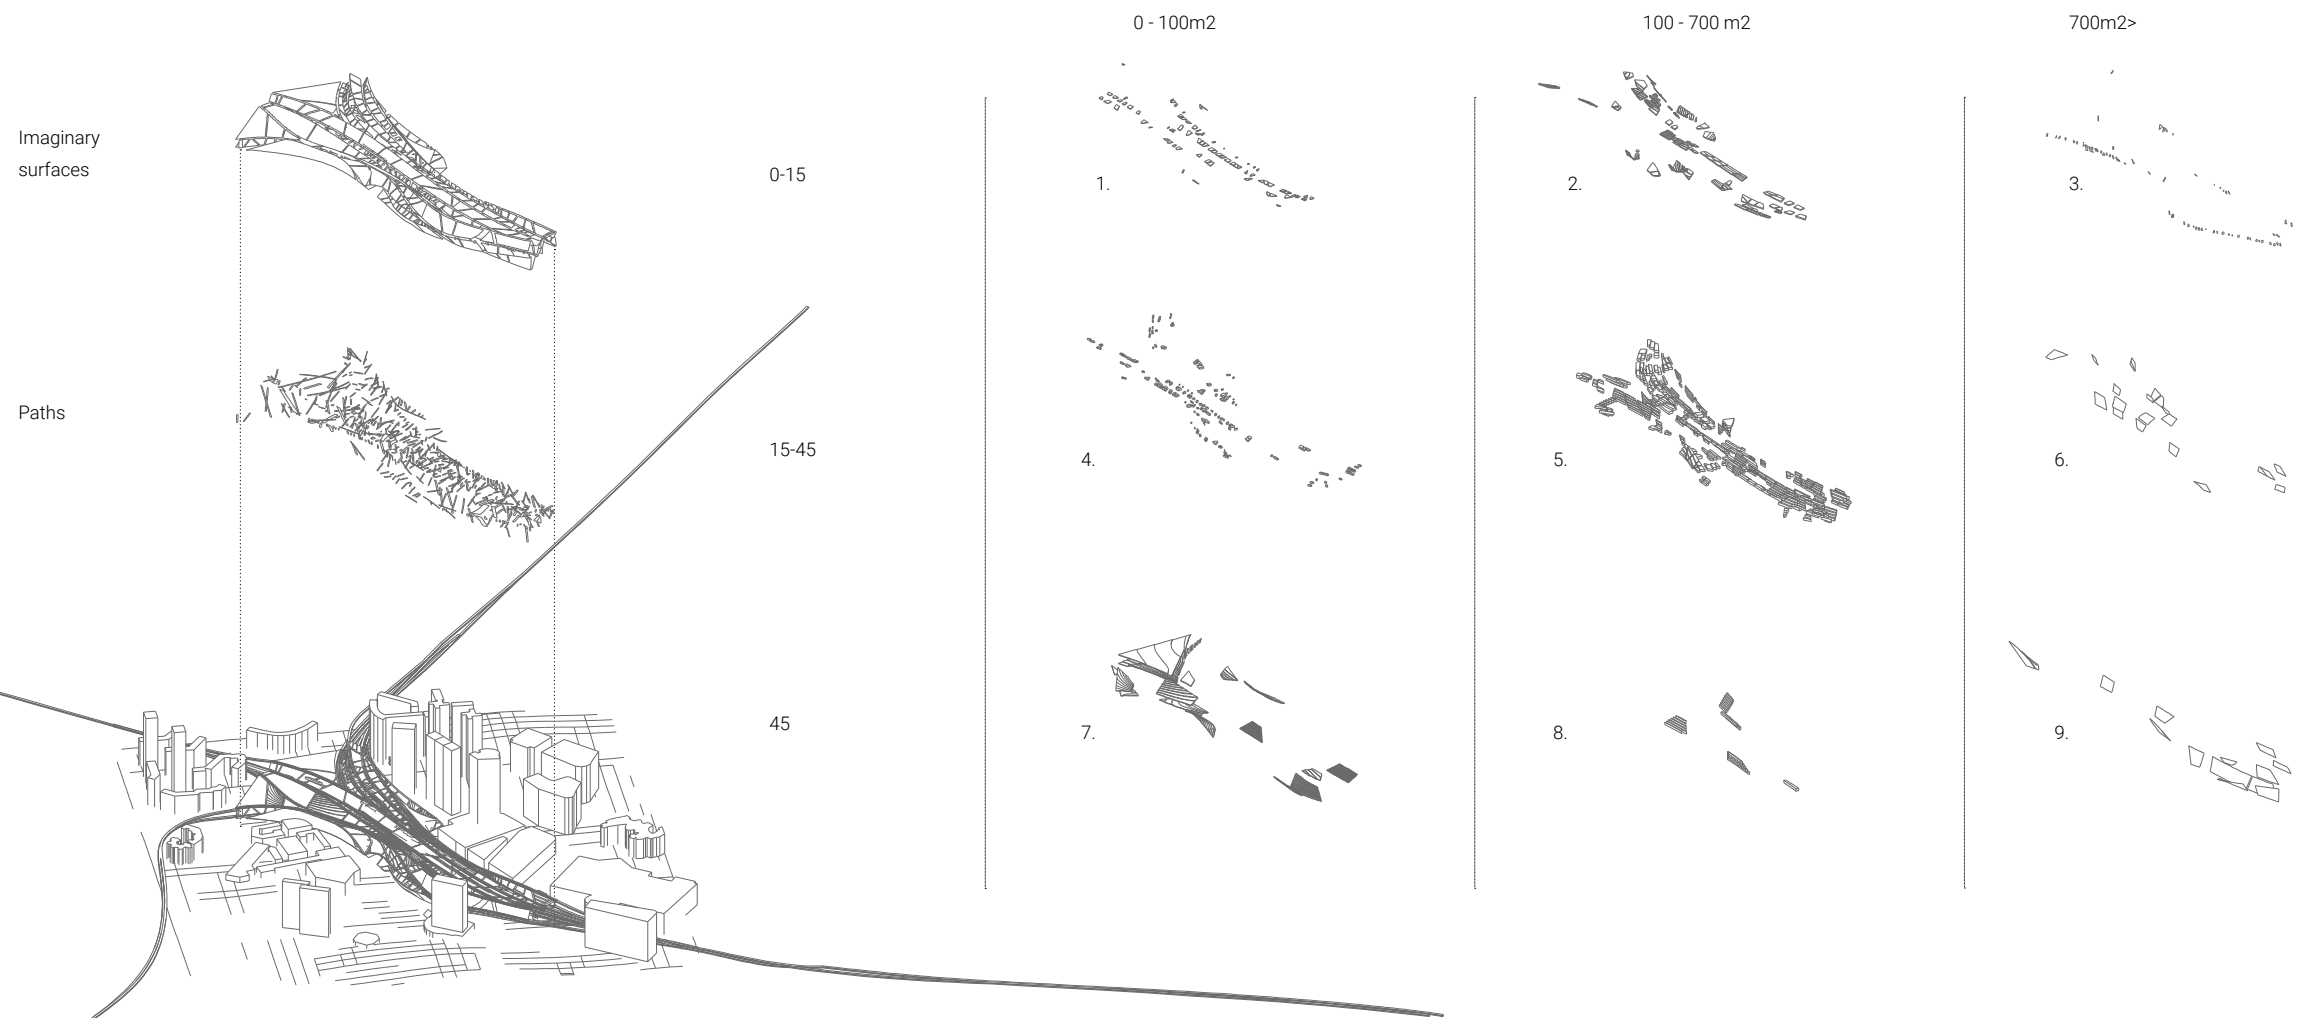 0 - 100m2
100 - 700 m2
700m2>
Imaginary
surfaces
0-15
1.
2.
3.
Paths
15-45
4.
5.
6.
45
7.
8.
9.